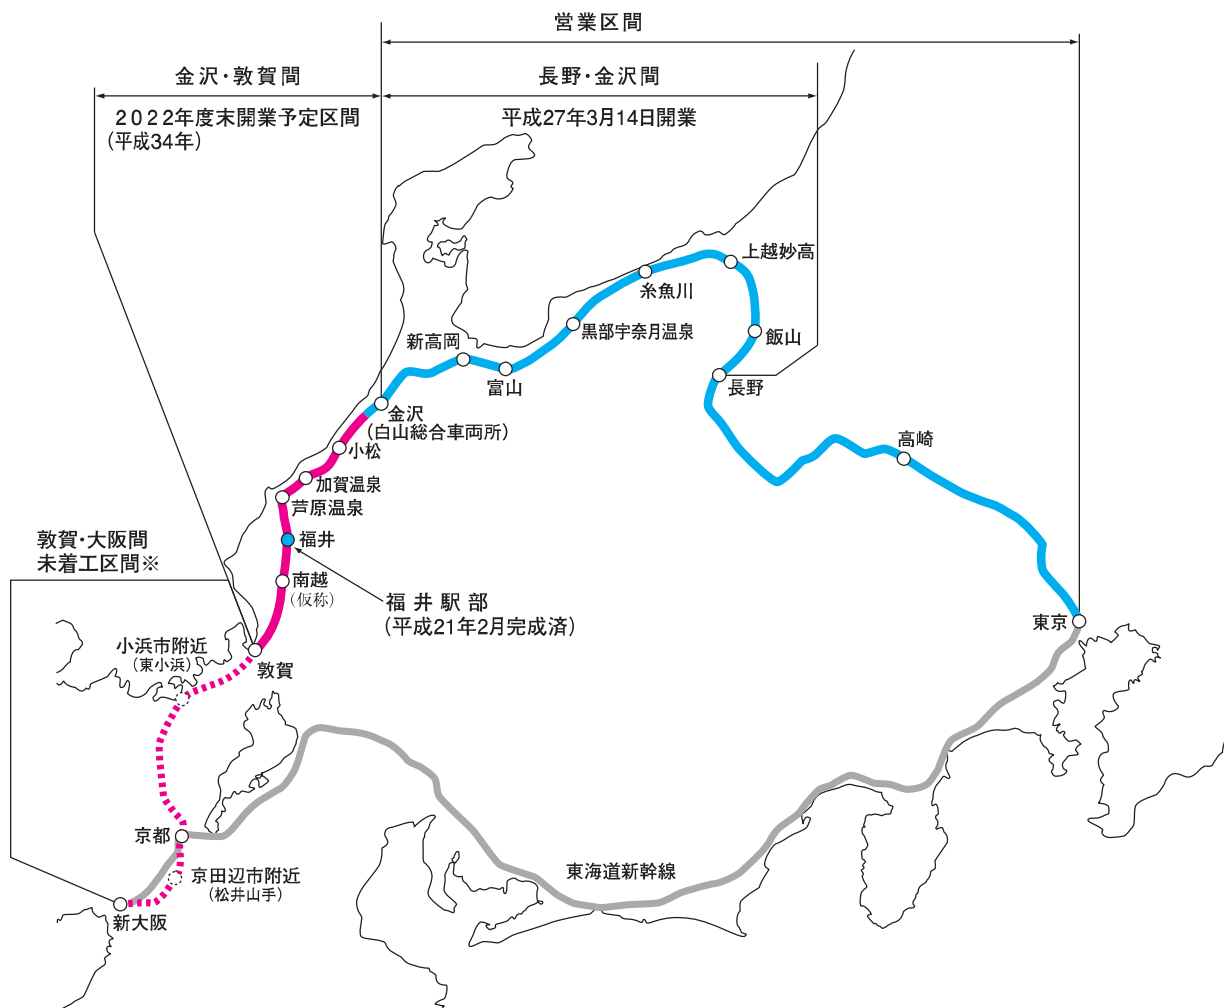 営業区間
金沢・敦賀間
長野・金沢間
2022年度末開業予定区間
(平成34年)
平成27年3月14日開業
上越妙高
糸魚川
黒部宇奈月温泉
飯山
新高岡
富山
長野
金沢
(白山総合車両所)
小松
高崎
加賀温泉
芦原温泉
福井
敦賀・大阪間
未着工区間※
南越
(仮称)
福井駅部
(平成21年2月完成済)
東京
小浜市附近
(東小浜)
敦賀
京都
京田辺市附近
(松井山手)
東海道新幹線
新大阪